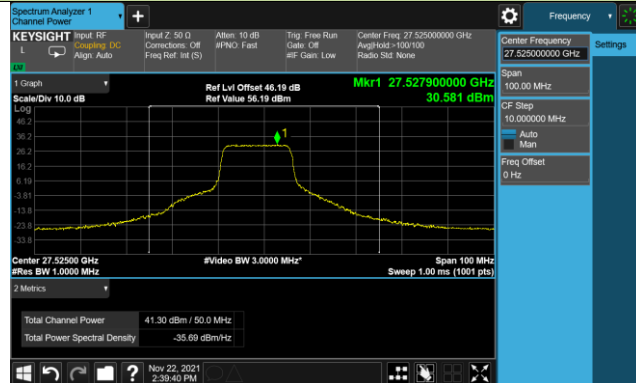 Spectrum Analyzer 1
Channel Power
Frequency
KEYSIGHT
L
Input: RF
Coupling: DC
Align: Auto
Input Z: 50 Ω
Corrections: Off
Freq Ref: Int (S)
Atten: 10 dB
#PNO: Fast
Trig: Free Run
Gate: Off
#IF Gain: Low
Center Freq: 27.525000000 GHz
Avg|Hold:>100/100
Radio Std: None
Center Frequency
27.525000000 GHz
Settings
Span
100.00 MHz
CF Step
10.000000 MHz
Auto
Man
Freq Offset
0 Hz
1 Graph
Scale/Div 10.0 dB
Ref Lvl Offset 46.19 dB
Ref Value 56.19 dBm
Mkr1 27.527900000 GHz
30.581 dBm
Log
46.2
36.2
26.2
16.2
6.19
-3.81
-13.8
-23.8
-33.8
1
Center 27.52500 GHz
#Res BW 1.0000 MHz
#Video BW 3.0000 MHz*
Span 100 MHz
Sweep 1.00 ms (1001 pts)
2 Metrics
Total Channel Power 41.30 dBm / 50.0 MHz
Total Power Spectral Density -35.69 dBm/Hz
?
Nov 22, 2021
2:39:40 PM